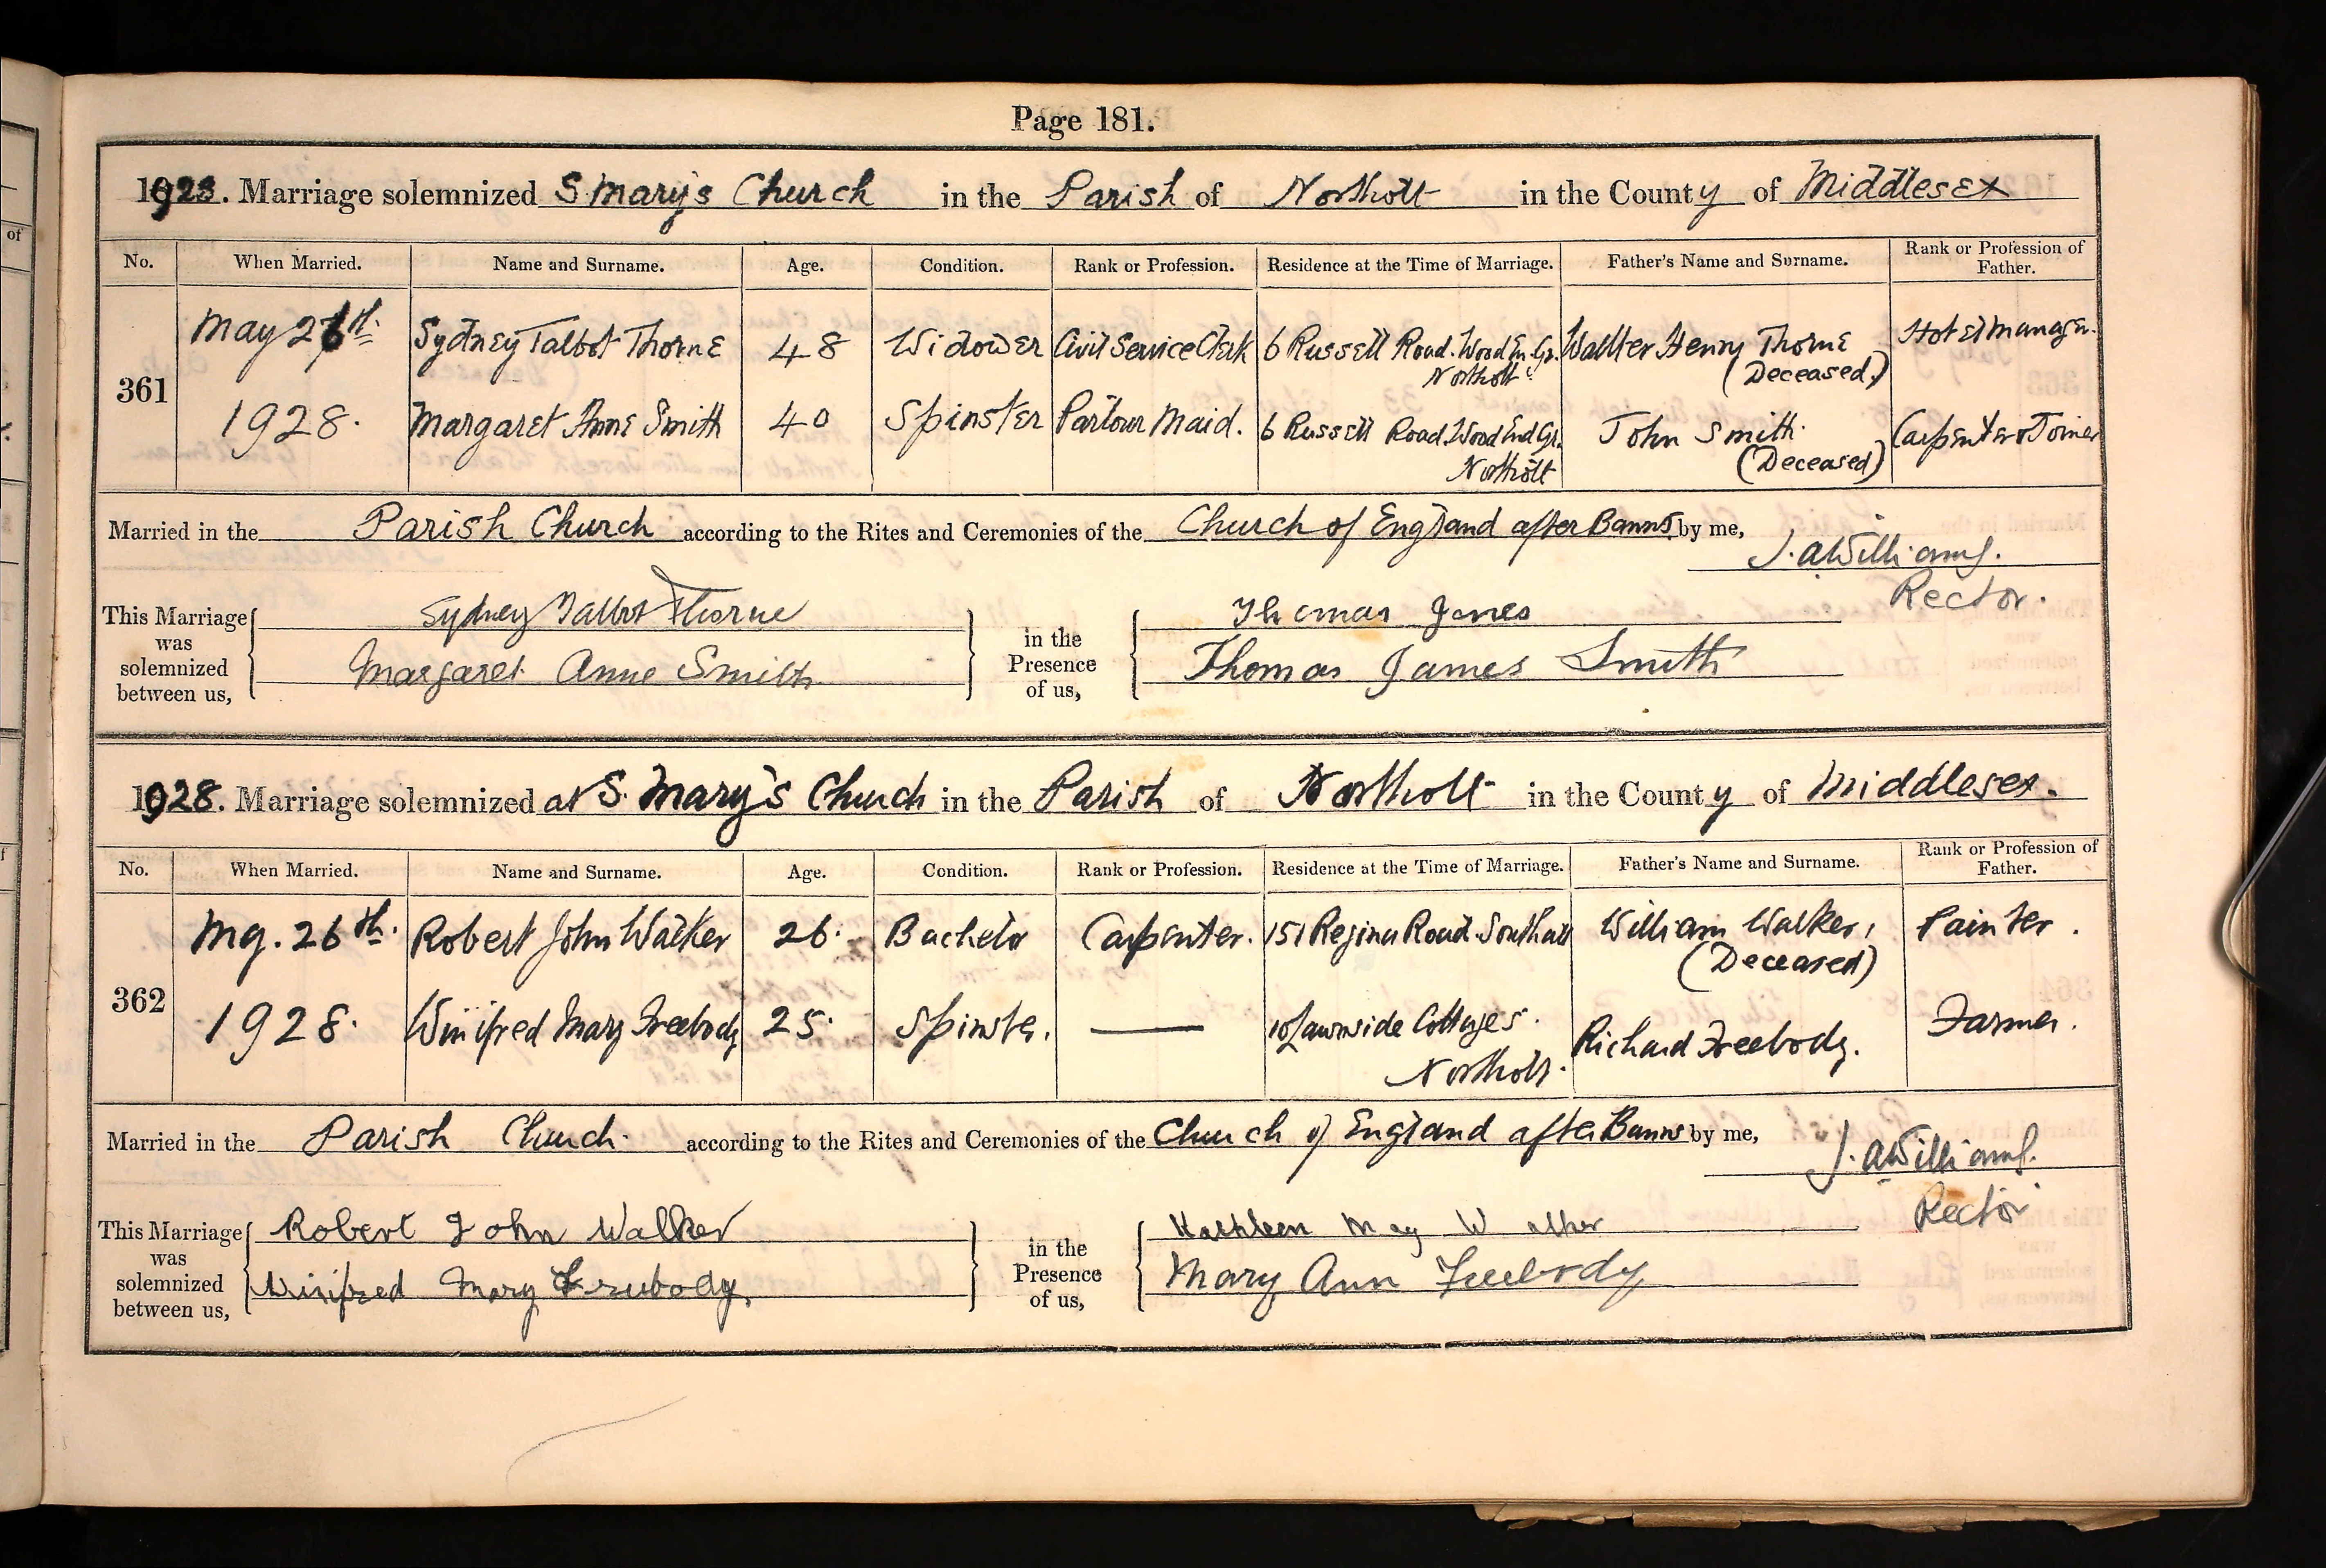 Page 181.
1928. Marriage solemnized S. Mary's Church in the Parish of Northolt in the County of Middlesex
No. When Married. Name and Surname. Age. Condition. Rank or Profession. Residence at the Time of Marriage. Father's Name and Surname. Rank or Profession of Father.
361
May 26th. Sydney Talbot Thorne 48 Widower Civil Service Clerk 6 Russell Road. Wood En. Gr. Northolt Walter Henry Thorne (Deceased) Hotel Manager.
1928. Margaret Anne Smith 40 Spinster Parlour Maid. 6 Russell Road. Wood End Gr. Northolt John Smith (Deceased) Carpenter & Joiner
Married in the Parish Church according to the Rites and Ceremonies of the Church of England after Banns by me,
J. A. Williams.
Rector.
This Marriage was solemnized between us,
Sydney Talbot Thorne
Margaret Anne Smith
in the Presence of us,
Thomas Jones
Thomas James Smith
1928. Marriage solemnized at S. Mary's Church in the Parish of Northolt in the County of Middlesex.
No. When Married. Name and Surname. Age. Condition. Rank or Profession. Residence at the Time of Marriage. Father's Name and Surname. Rank or Profession of Father.
362
26th. Robert John Walker 26. Bachelor Carpenter. 151 Regina Road. Southall William Walker, (Deceased) Painter.
1928. Winifred Mary Freebody 25. Spinster. — 10 Lawnside Cottages. Northolt. Richard Freebody. Farmer.
Married in the Parish Church. according to the Rites and Ceremonies of the Church of England after Banns by me,
J. A. Williams.
Rector
This Marriage was solemnized between us,
Robert John Walker
Winifred Mary Freebody.
in the Presence of us,
Kathleen May Walker
Mary Ann Freebody